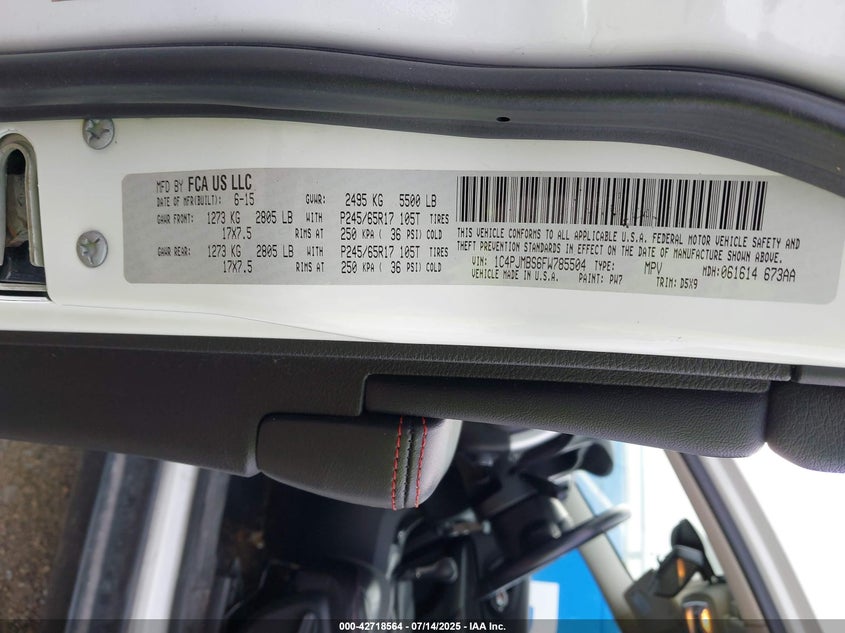 MFD BY FCA US LLC
DATE OF MFR(BUILT): 6-15 GVWR: 2495 KG 5500 LB
GAWR FRONT: 1273 KG 2805 LB WITH P245/65R17 105T TIRES
17X7.5 RIMS AT 250 KPA ( 36 PSI) COLD
GAWR REAR: 1273 KG 2805 LB WITH P245/65R17 105T TIRES
17X7.5 RIMS AT 250 KPA ( 36 PSI) COLD
THIS VEHICLE CONFORMS TO ALL APPLICABLE U.S.A. FEDERAL MOTOR VEHICLE SAFETY AND
THEFT PREVENTION STANDARDS IN EFFECT ON THE DATE OF MANUFACTURE SHOWN ABOVE.
VIN: 1C4PJMBS6FW785504 TYPE: MPV MDH:061614 673AA
VEHICLE MADE IN U.S.A. PAINT: PW7 TRIM: D5X9
000-42718564 - 07/14/2025 - IAA Inc.